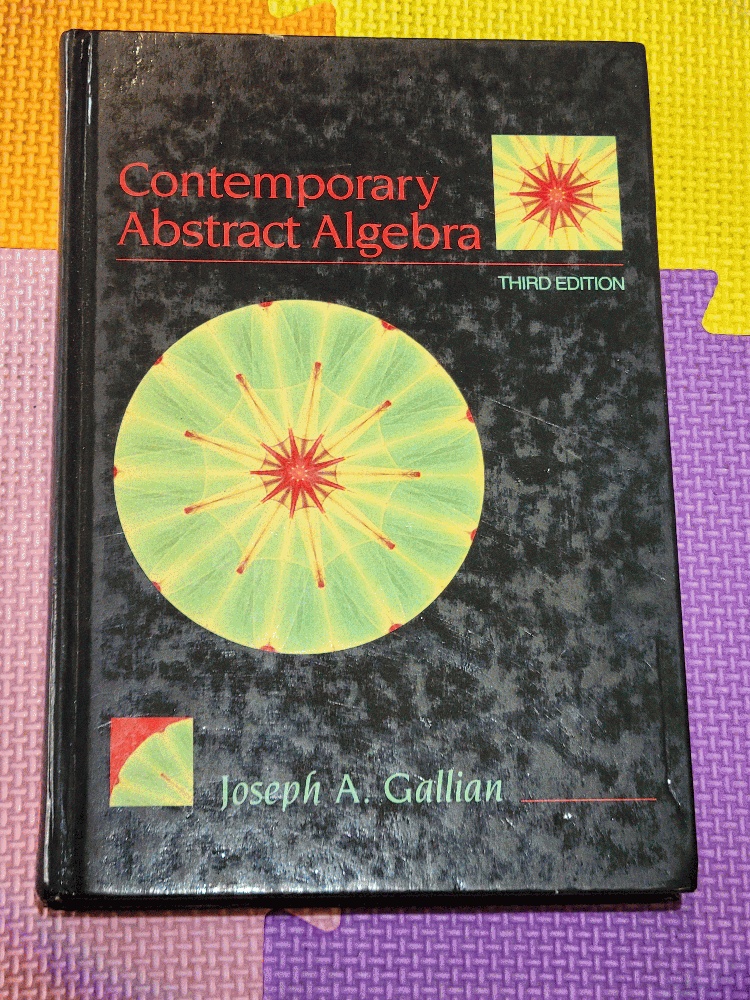 Contemporary
Abstract Algebra
THIRD EDITION
Joseph A. Gallian